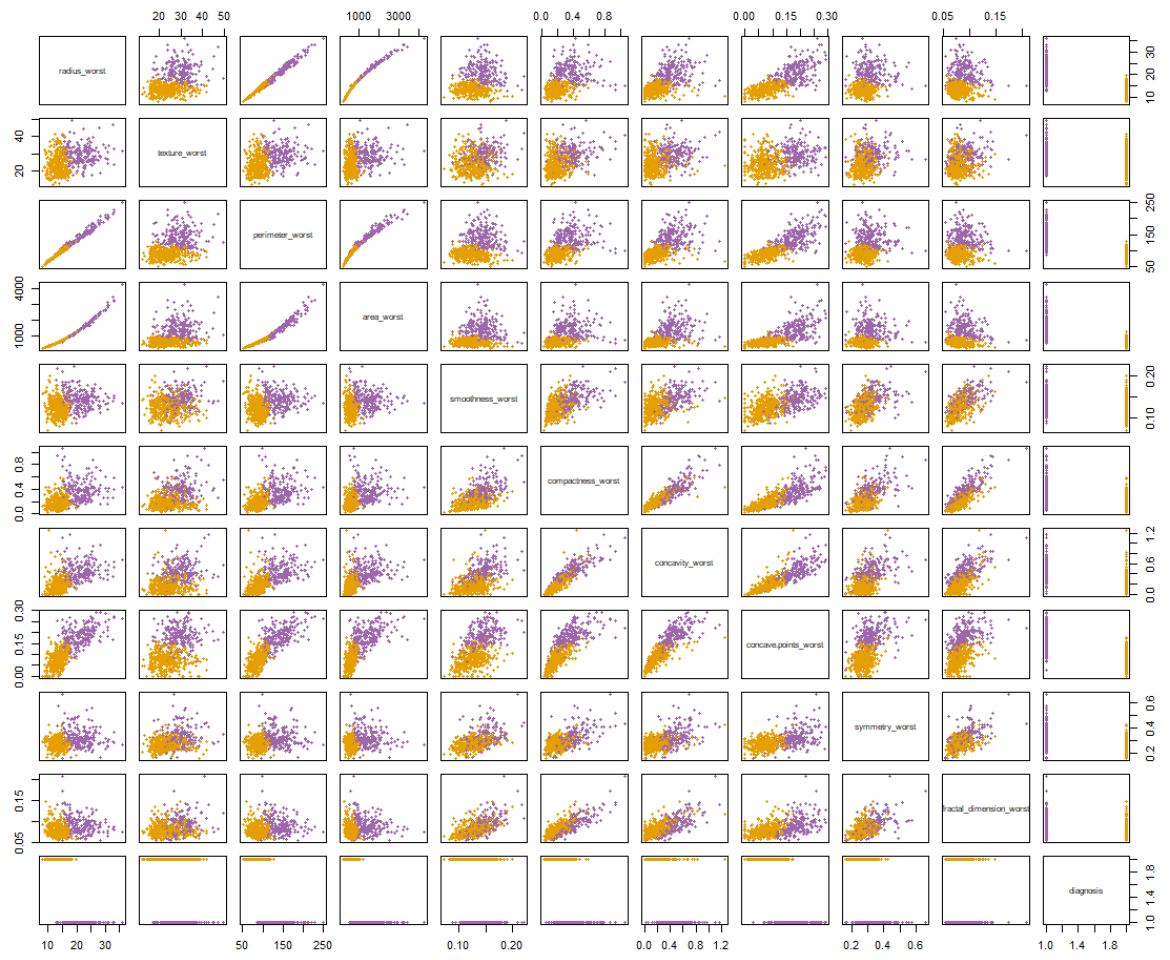 20 30 40 50
1000 3000
0.0 0.4 0.8
0.00 0.15 0.30
0.05 0.15
1.0 1.4 1.8
radius_worst
10 20 30
20 40
texture_worst
perimeter_worst
50 150 250
1000 4000
area_worst
smoothness_worst
0.10 0.20
0.0 0.4 0.8
compactness_worst
concavity_worst
0.0 0.6 1.2
0.00 0.15 0.30
concave.points_worst
symmetry_worst
0.2 0.4 0.6
0.05 0.15
fractal_dimension_worst
diagnosis
1.0 1.4 1.8
10 20 30
50 150 250
0.10 0.20
0.0 0.4 0.8 1.2
0.2 0.4 0.6
1.0 1.4 1.8